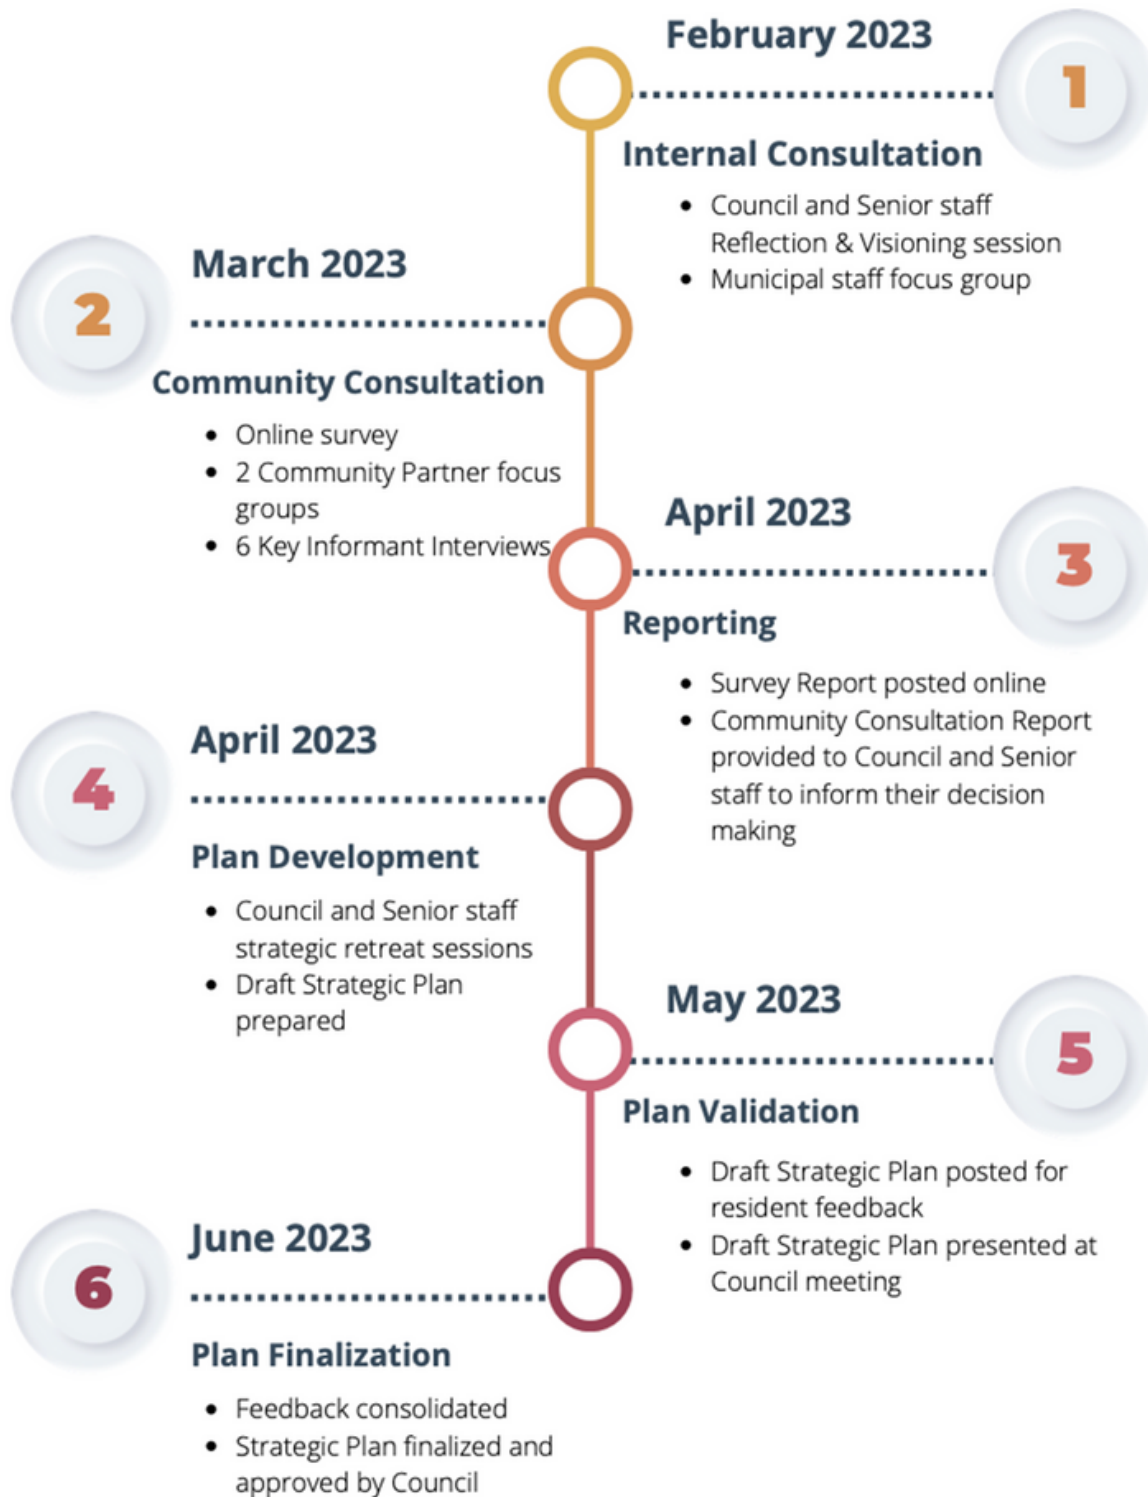 February 2023
1
Internal Consultation
• Council and Senior staff
Reflection & Visioning session
• Municipal staff focus group
March 2023
2
Community Consultation
• Online survey
• 2 Community Partner focus
groups
• 6 Key Informant Interviews
April 2023
3
Reporting
• Survey Report posted online
• Community Consultation Report
provided to Council and Senior
staff to inform their decision
making
April 2023
4
Plan Development
• Council and Senior staff
strategic retreat sessions
• Draft Strategic Plan
prepared
May 2023
5
Plan Validation
• Draft Strategic Plan posted for
resident feedback
• Draft Strategic Plan presented at
Council meeting
June 2023
6
Plan Finalization
• Feedback consolidated
• Strategic Plan finalized and
approved by Council